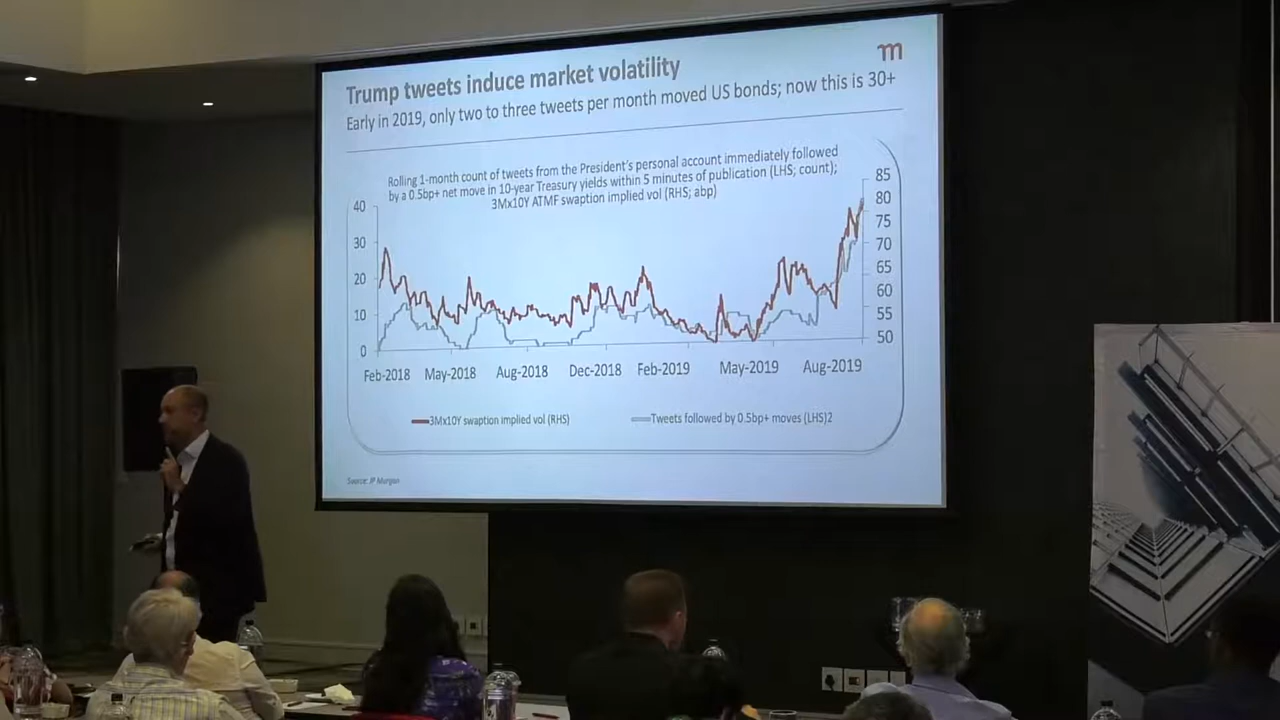 Trump tweets induce market volatility
m
Early in 2019, only two to three tweets per month moved US bonds; now this is 30+
Rolling 1-month count of tweets from the President's personal account immediately followed
by a 0.5bp+ net move in 10-year Treasury yields within 5 minutes of publication (LHS; count);
3Mx10Y ATMF swaption implied vol (RHS; abp)
40
30
20
10
0
85
80
75
70
65
60
55
50
Feb-2018 May-2018 Aug-2018 Dec-2018 Feb-2019 May-2019 Aug-2019
3Mx10Y swaption implied vol (RHS) Tweets followed by 0.5bp+ moves (LHS)2
Source: JP Morgan